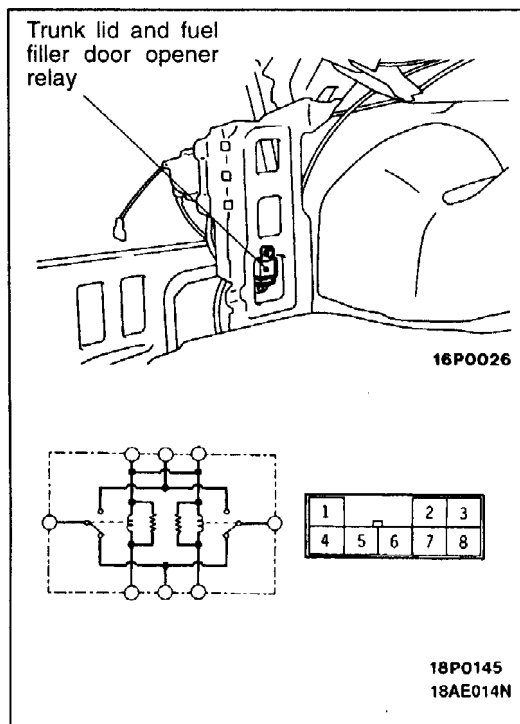 Trunk lid and fuel
filler door opener
relay
16P0026
1 2 3
4 5 6 7 8
18P0145
18AE014N